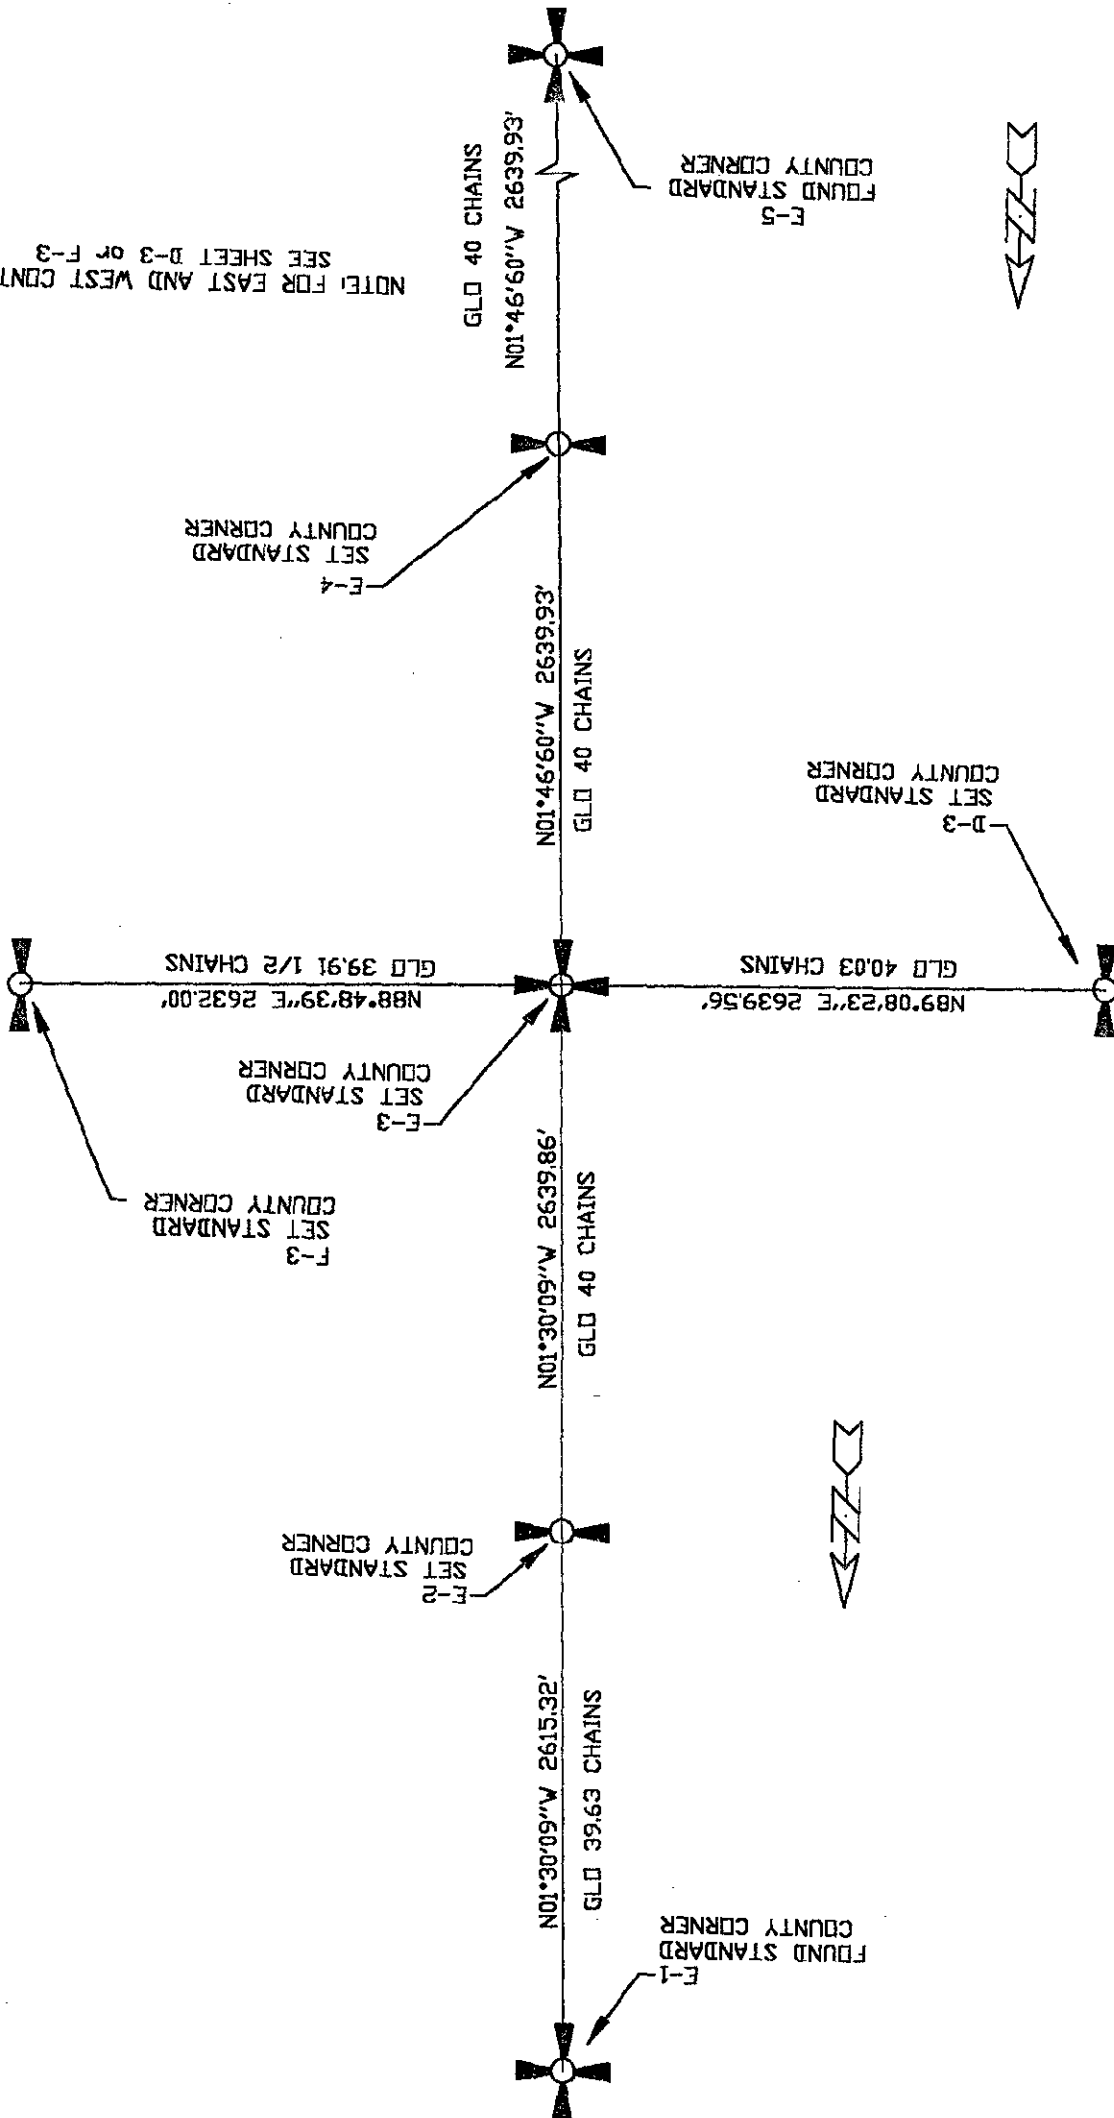 E-1
FOUND STANDARD
COUNTY CORNER
N01°30'09"W 2615.32'
GLO 39.63 CHAINS
E-2
SET STANDARD
COUNTY CORNER
N01°30'09"W 2639.86'
GLO 40 CHAINS
F-3
SET STANDARD
COUNTY CORNER
E-3
SET STANDARD
COUNTY CORNER
N88°48'39"E 2632.00'
GLO 39.91 1/2 CHAINS
N89°08'23"E 2639.56'
GLO 40.03 CHAINS
D-3
SET STANDARD
COUNTY CORNER
N01°46'60"W 2639.93'
GLO 40 CHAINS
E-4
SET STANDARD
COUNTY CORNER
GLO 40 CHAINS
N01°46'60"W 2639.93'
E-5
FOUND STANDARD
COUNTY CORNER
NOTE: FOR EAST AND WEST CONT
SEE SHEET D-3 or F-3
N
N